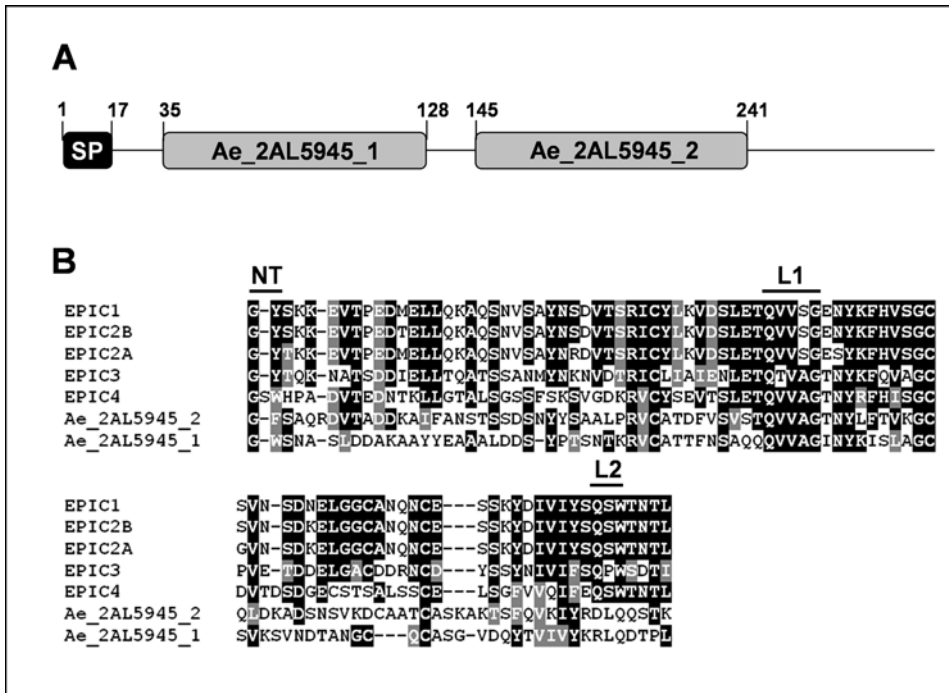 A
1 17 35 128 145 241
SP Ae_2AL5945_1 Ae_2AL5945_2
B
NT L1
EPIC1 G-YSKK-EVTPEDMELLQKAQSNVSAYNSDVTSRICYLKVDSLETQVVSGENYKFHVSGC
EPIC2B G-YSKK-EVTPEDTELLQKAQSNVSAYNSDVTSRICYLKVDSLETQVVSGENYKFHVSGC
EPIC2A G-YTKK-EVTPEDMELLQKAQSNVSAYNRDVTSRICYLKVDSLETQVVSGESYKFHVSGC
EPIC3 G-YTQK-NATSDDIELLTQATSSANMYNKNVDTRICLIAIENLETQTVAGTNYKFQVAGC
EPIC4 GSWHPA-DVTEDNTKLLGTALSGSSFSKSVGDKRVCYSEVTSLETQVVAGTNYRFHISGC
Ae_2AL5945_2 G-FSAQRDVTADDKAIFANSTSSDSNYYSAALPRVCATDFVSVSTQVVAGTNYLFTVKGC
Ae_2AL5945_1 G-WSNA-SLDDAKAAYYEAAALDDS-YPTSNTKRVCATTFNSAQQQVVAGINYKISLAGC
L2
EPIC1 SVN-SDNELGGCANQNCE---SSKYDIVIYSQSWTNTL
EPIC2B SVN-SDKELGGCANQNCE---SSKYDIVIYSQSWTNTL
EPIC2A GVN-SDKELGGCANQNCE---SSKYDIVIYSQSWTNTL
EPIC3 PVE-TDDELGACDDRNCD---YSSYNIVIFSQPWSDTI
EPIC4 DVTDSDGECSTSALSSCE---LSGFVVQIFEQSWTNTL
Ae_2AL5945_2 QLDKADSNSVKDCAATCASKAKTSFQVKIYRDLQQSTK
Ae_2AL5945_1 SVKSVNDTANGC---QCASG-VDQYTVIVYKRLQDTPL